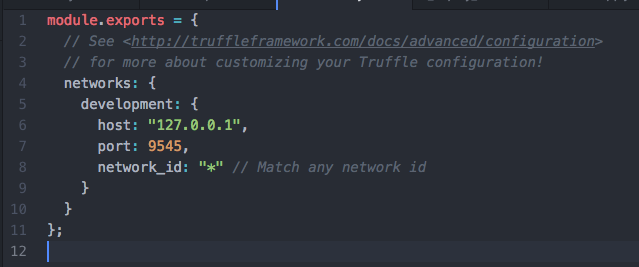 1 module.exports = {
2 // See <http://truffleframework.com/docs/advanced/configuration>
3 // for more about customizing your Truffle configuration!
4 networks: {
5 development: {
6 host: "127.0.0.1",
7 port: 9545,
8 network_id: "*" // Match any network id
9 }
10 }
11 };
12